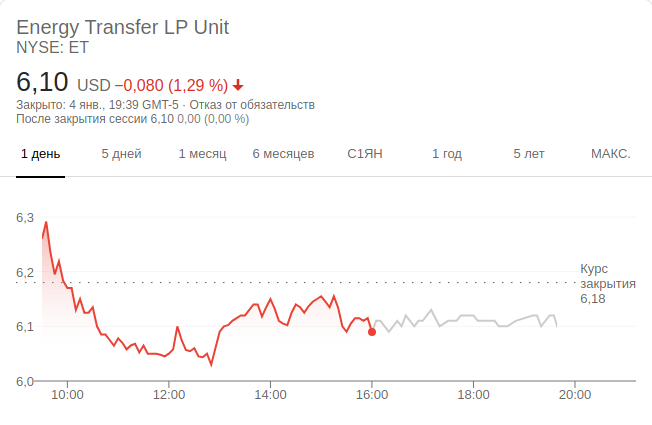 Energy Transfer LP Unit
NYSE: ET
6,10 USD −0,080 (1,29 %)
Закрыто: 4 янв., 19:39 GMT-5 · Отказ от обязательств
После закрытия сессии 6,10 0,00 (0,00 %)
1 день 5 дней 1 месяц 6 месяцев С1ЯН 1 год 5 лет МАКС.
6,3
6,2
6,1
6,0
Курс
закрытия
6,18
10:00 12:00 14:00 16:00 18:00 20:00